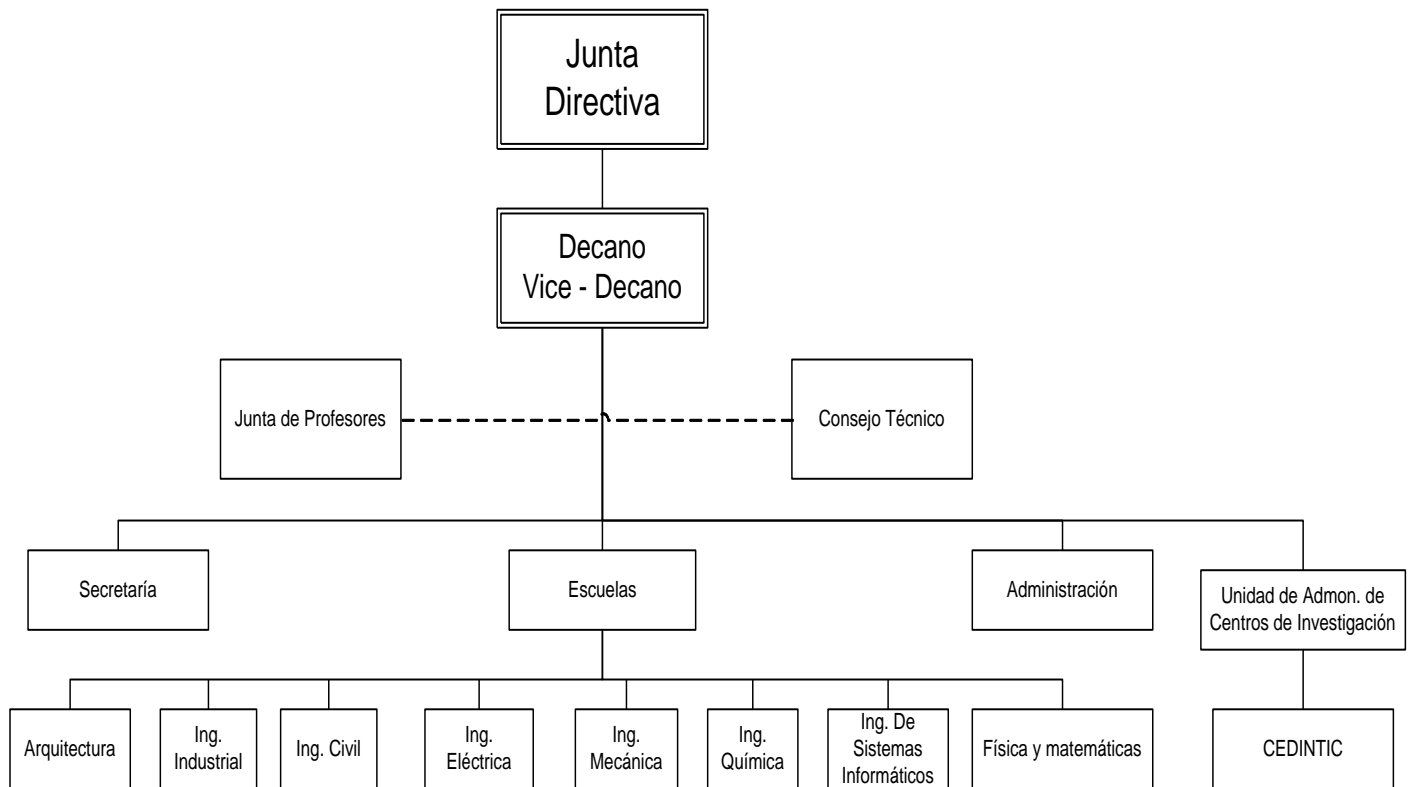 Junta
Directiva
Decano
Vice - Decano
Junta de Profesores
Consejo Técnico
Secretaría
Escuelas
Administración
Unidad de Admon. de
Centros de Investigación
Arquitectura
Ing.
Industrial
Ing. Civil
Ing.
Eléctrica
Ing.
Mecánica
Ing.
Química
Ing. De
Sistemas
Informáticos
Física y matemáticas
CEDINTIC